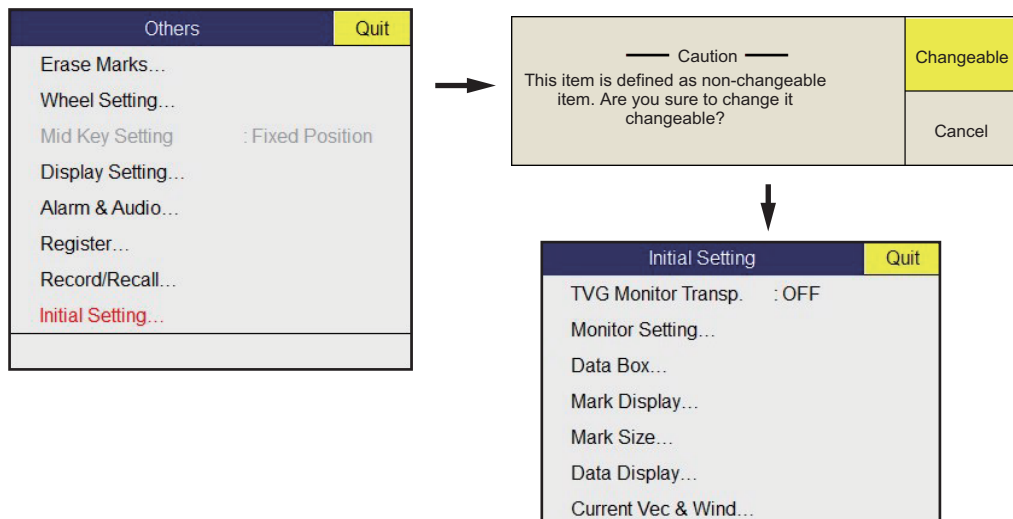 Others
Quit
Erase Marks...
Wheel Setting...
Mid Key Setting : Fixed Position
Display Setting...
Alarm & Audio...
Register...
Record/Recall...
Initial Setting...
Caution
This item is defined as non-changeable
item. Are you sure to change it
changeable?
Changeable
Cancel
Initial Setting
Quit
TVG Monitor Transp. : OFF
Monitor Setting...
Data Box...
Mark Display...
Mark Size...
Data Display...
Current Vec & Wind...